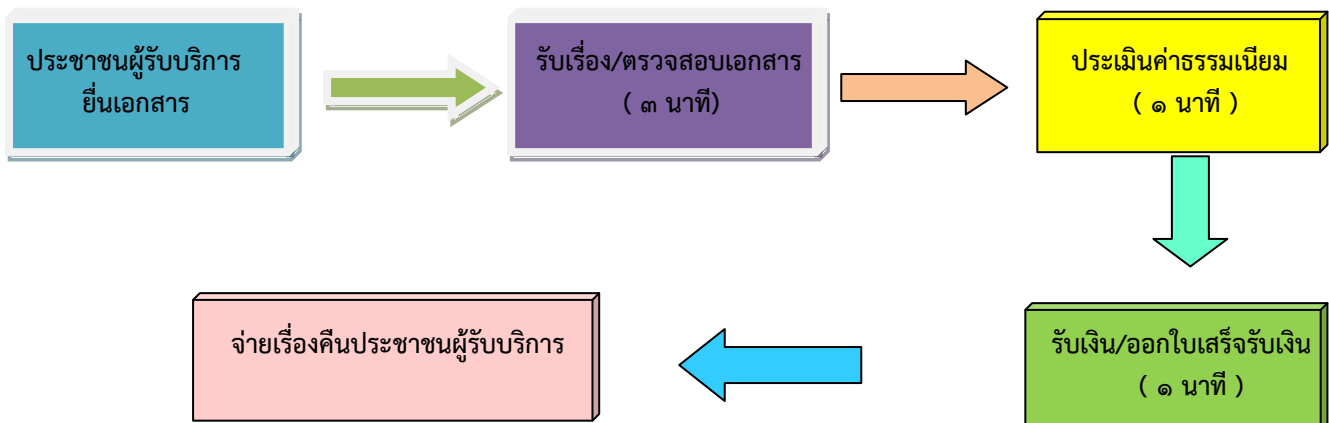 ประชาชนผู้รับบริการ
ยื่นเอกสาร
รับเรื่อง/ตรวจสอบเอกสาร
( ๓ นาที)
ประเมินค่าธรรมเนียม
( ๑ นาที )
รับเงิน/ออกใบเสร็จรับเงิน
( ๑ นาที )
จ่ายเรื่องคืนประชาชนผู้รับบริการ